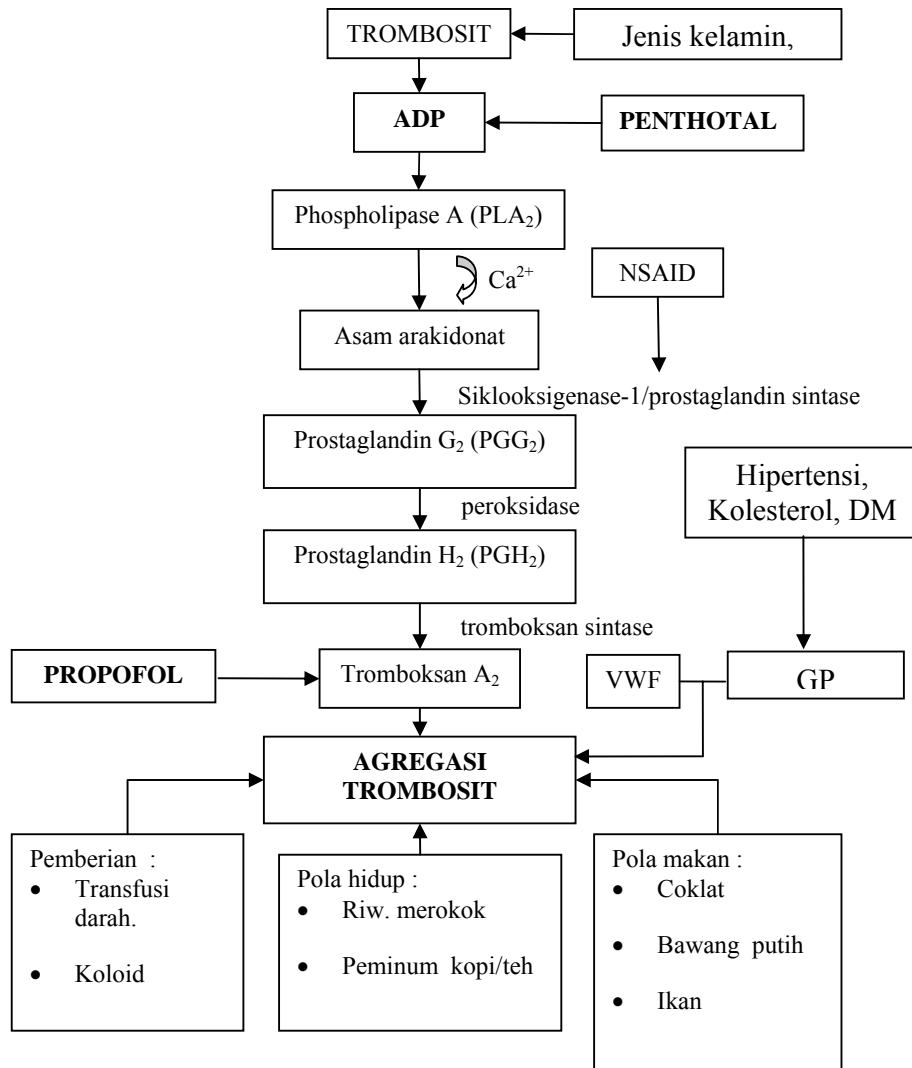 TROMBOSIT
Jenis kelamin,
ADP
PENTHOTAL
Phospholipase A (PLA₂)
Ca²⁺
NSAID
Asam arakidonat
Siklooksigenase-1/prostaglandin sintase
Prostaglandin G₂ (PGG₂)
Hipertensi,
Kolesterol, DM
peroksidase
Prostaglandin H₂ (PGH₂)
tromboksan sintase
PROPOFOL
Tromboksan A₂
VWF
GP
AGREGASI
TROMBOSIT
Pemberian :
• Transfusi
darah.
• Koloid
Pola hidup :
• Riw. merokok
• Peminum kopi/teh
Pola makan :
• Coklat
• Bawang putih
• Ikan